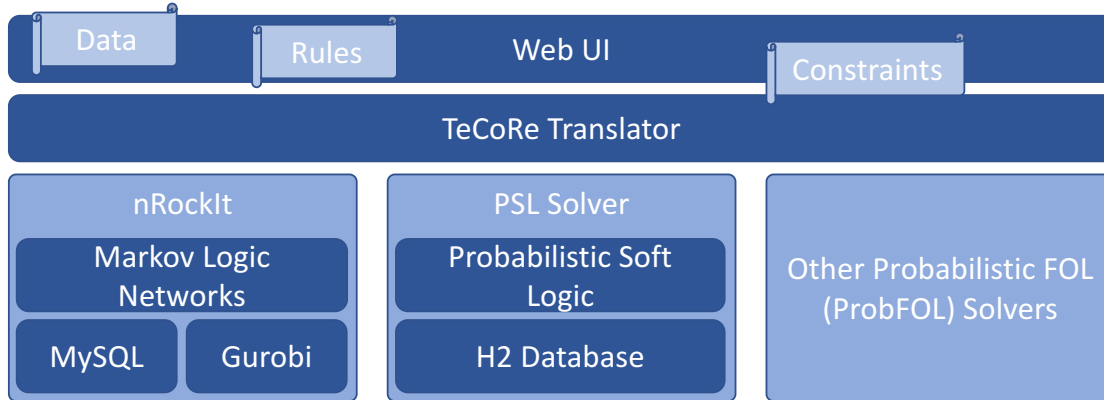 Data
Rules
Web UI
Constraints
TeCoRe Translator
nRockIt
Markov Logic
Networks
MySQL
Gurobi
PSL Solver
Probabilistic Soft
Logic
H2 Database
Other Probabilistic FOL
(ProbFOL) Solvers